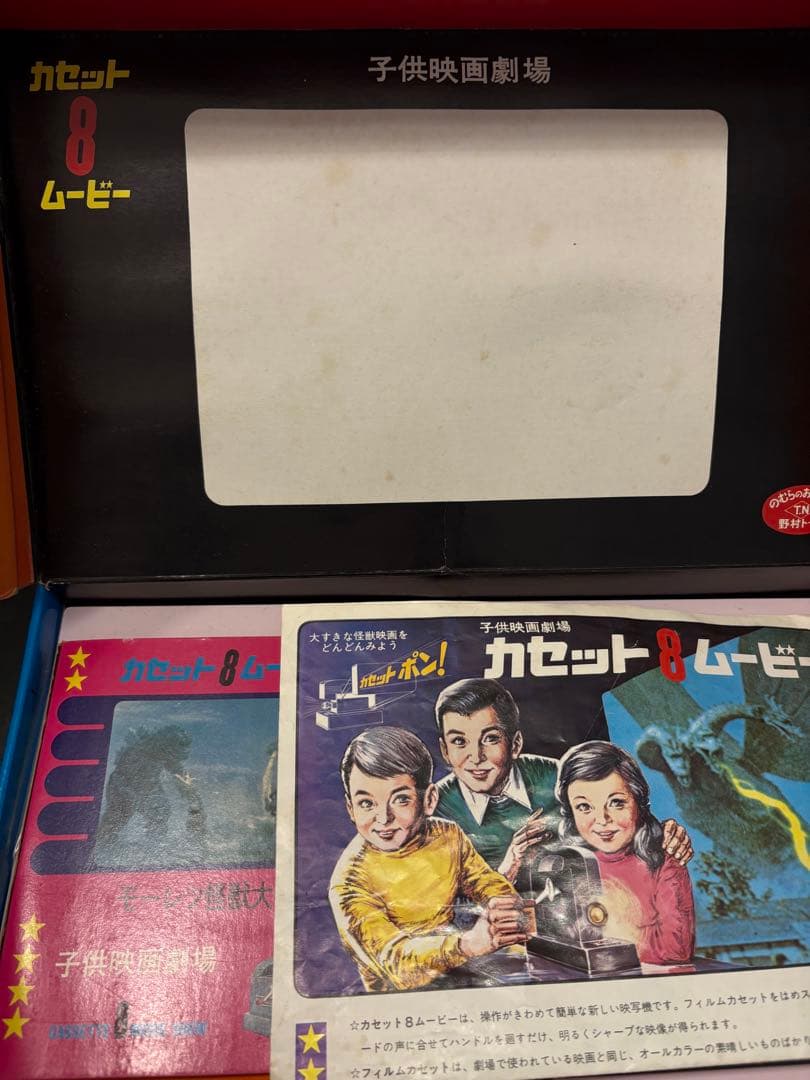 カセット
8
ムービー
子供映画劇場
のむらのお
T.N
野村ト
大すきな怪獣映画を
どんどんみよう
カセット ポン!
子供映画劇場
カセット8ムービー
カセット8ム
モーレツ怪獣大
子供映画劇場
CASSETTE 8 MOVIE SHOW
☆カセット8ムービーは、操作がきわめて簡単な新しい映写機です。フィルムカセットをはめス
ードの声に合せてハンドルを廻すだけ、明るくシャープな映像が得られます。
☆フィルムカセットは、劇場で使われている映画と同じ、オールカラーの素晴しいものばかり